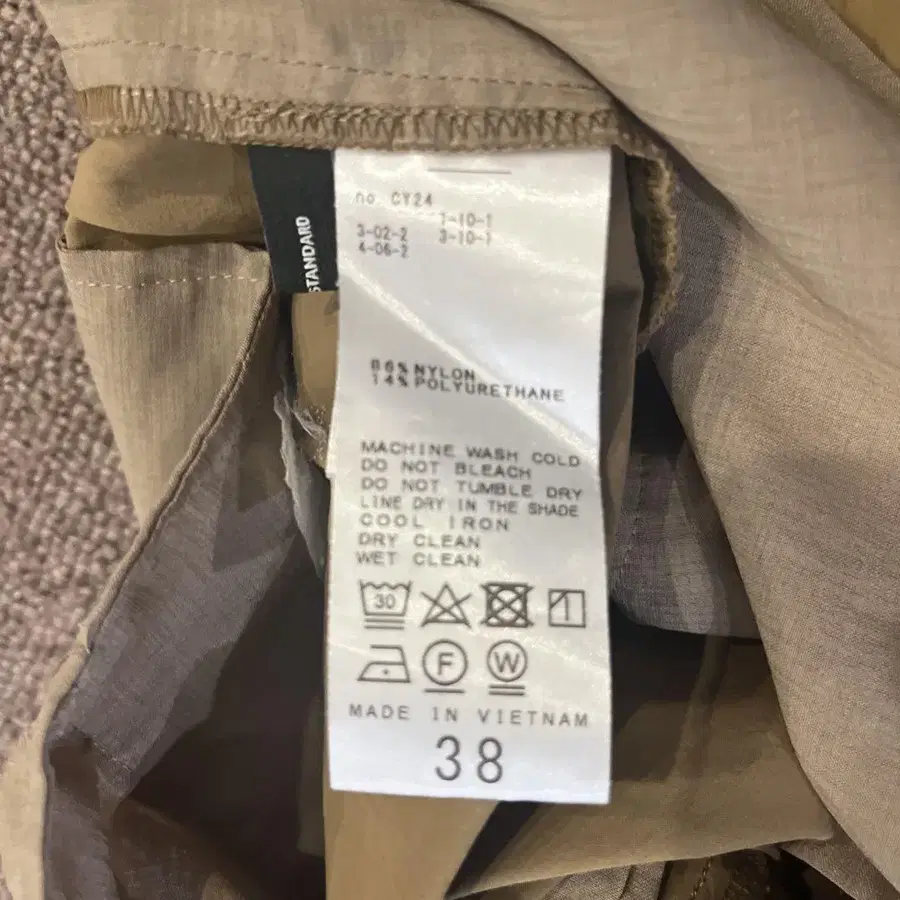 STANDARD
no. CY24
1-10-1
3-02-2 3-10-1
4-06-2
86% NYLON
14% POLYURETHANE
MACHINE WASH COLD
DO NOT BLEACH
DO NOT TUMBLE DRY
LINE DRY IN THE SHADE
COOL IRON
DRY CLEAN
WET CLEAN
30
F W
MADE IN VIETNAM
38